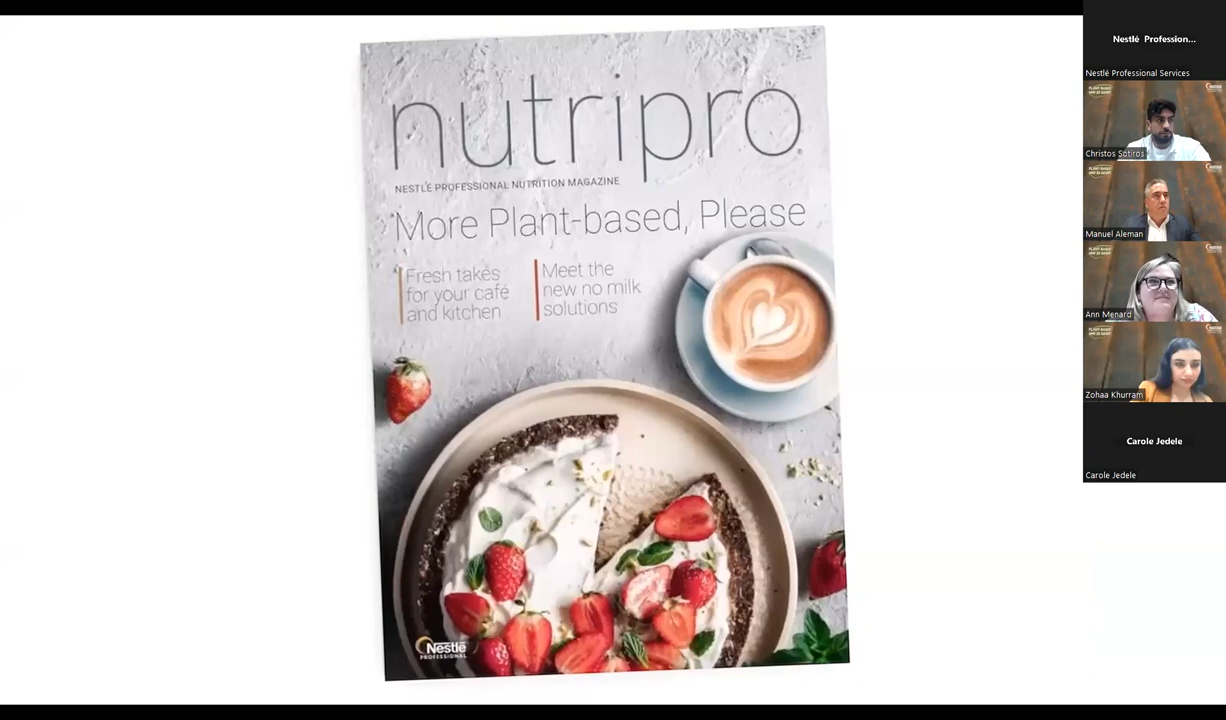 nutripro
NESTLÉ PROFESSIONAL NUTRITION MAGAZINE
More Plant-based, Please
Fresh takes
for your café
and kitchen
Meet the
new no milk
solutions
Nestlé
PROFESSIONAL
Nestlé Profession...
Nestlé Professional Services
Christos Sotiros
Manuel Aleman
Ann Menard
Zohaa Khurram
Carole Jedele
Carole Jedele